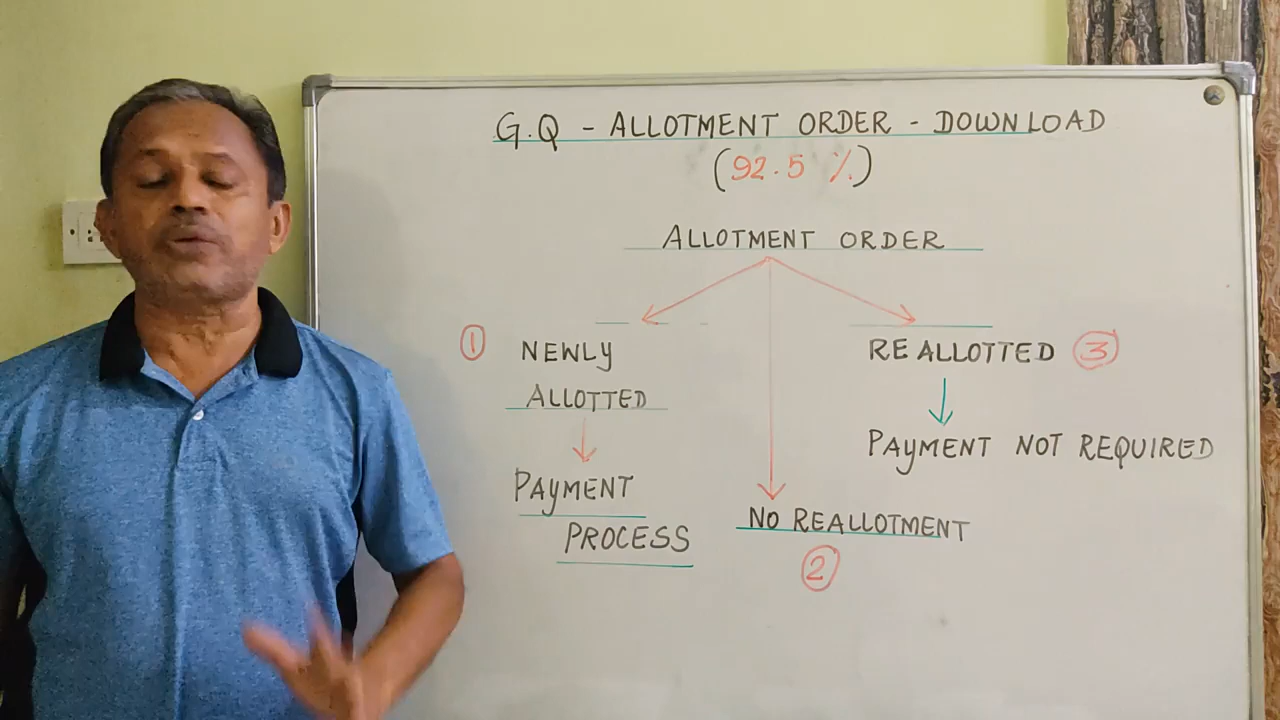 G.Q - ALLOTMENT ORDER - DOWNLOAD
(92.5 %)
ALLOTMENT ORDER
① NEWLY
ALLOTTED
PAYMENT
PROCESS
NO REALLOTMENT
②
REALLOTTED ③
PAYMENT NOT REQUIRED